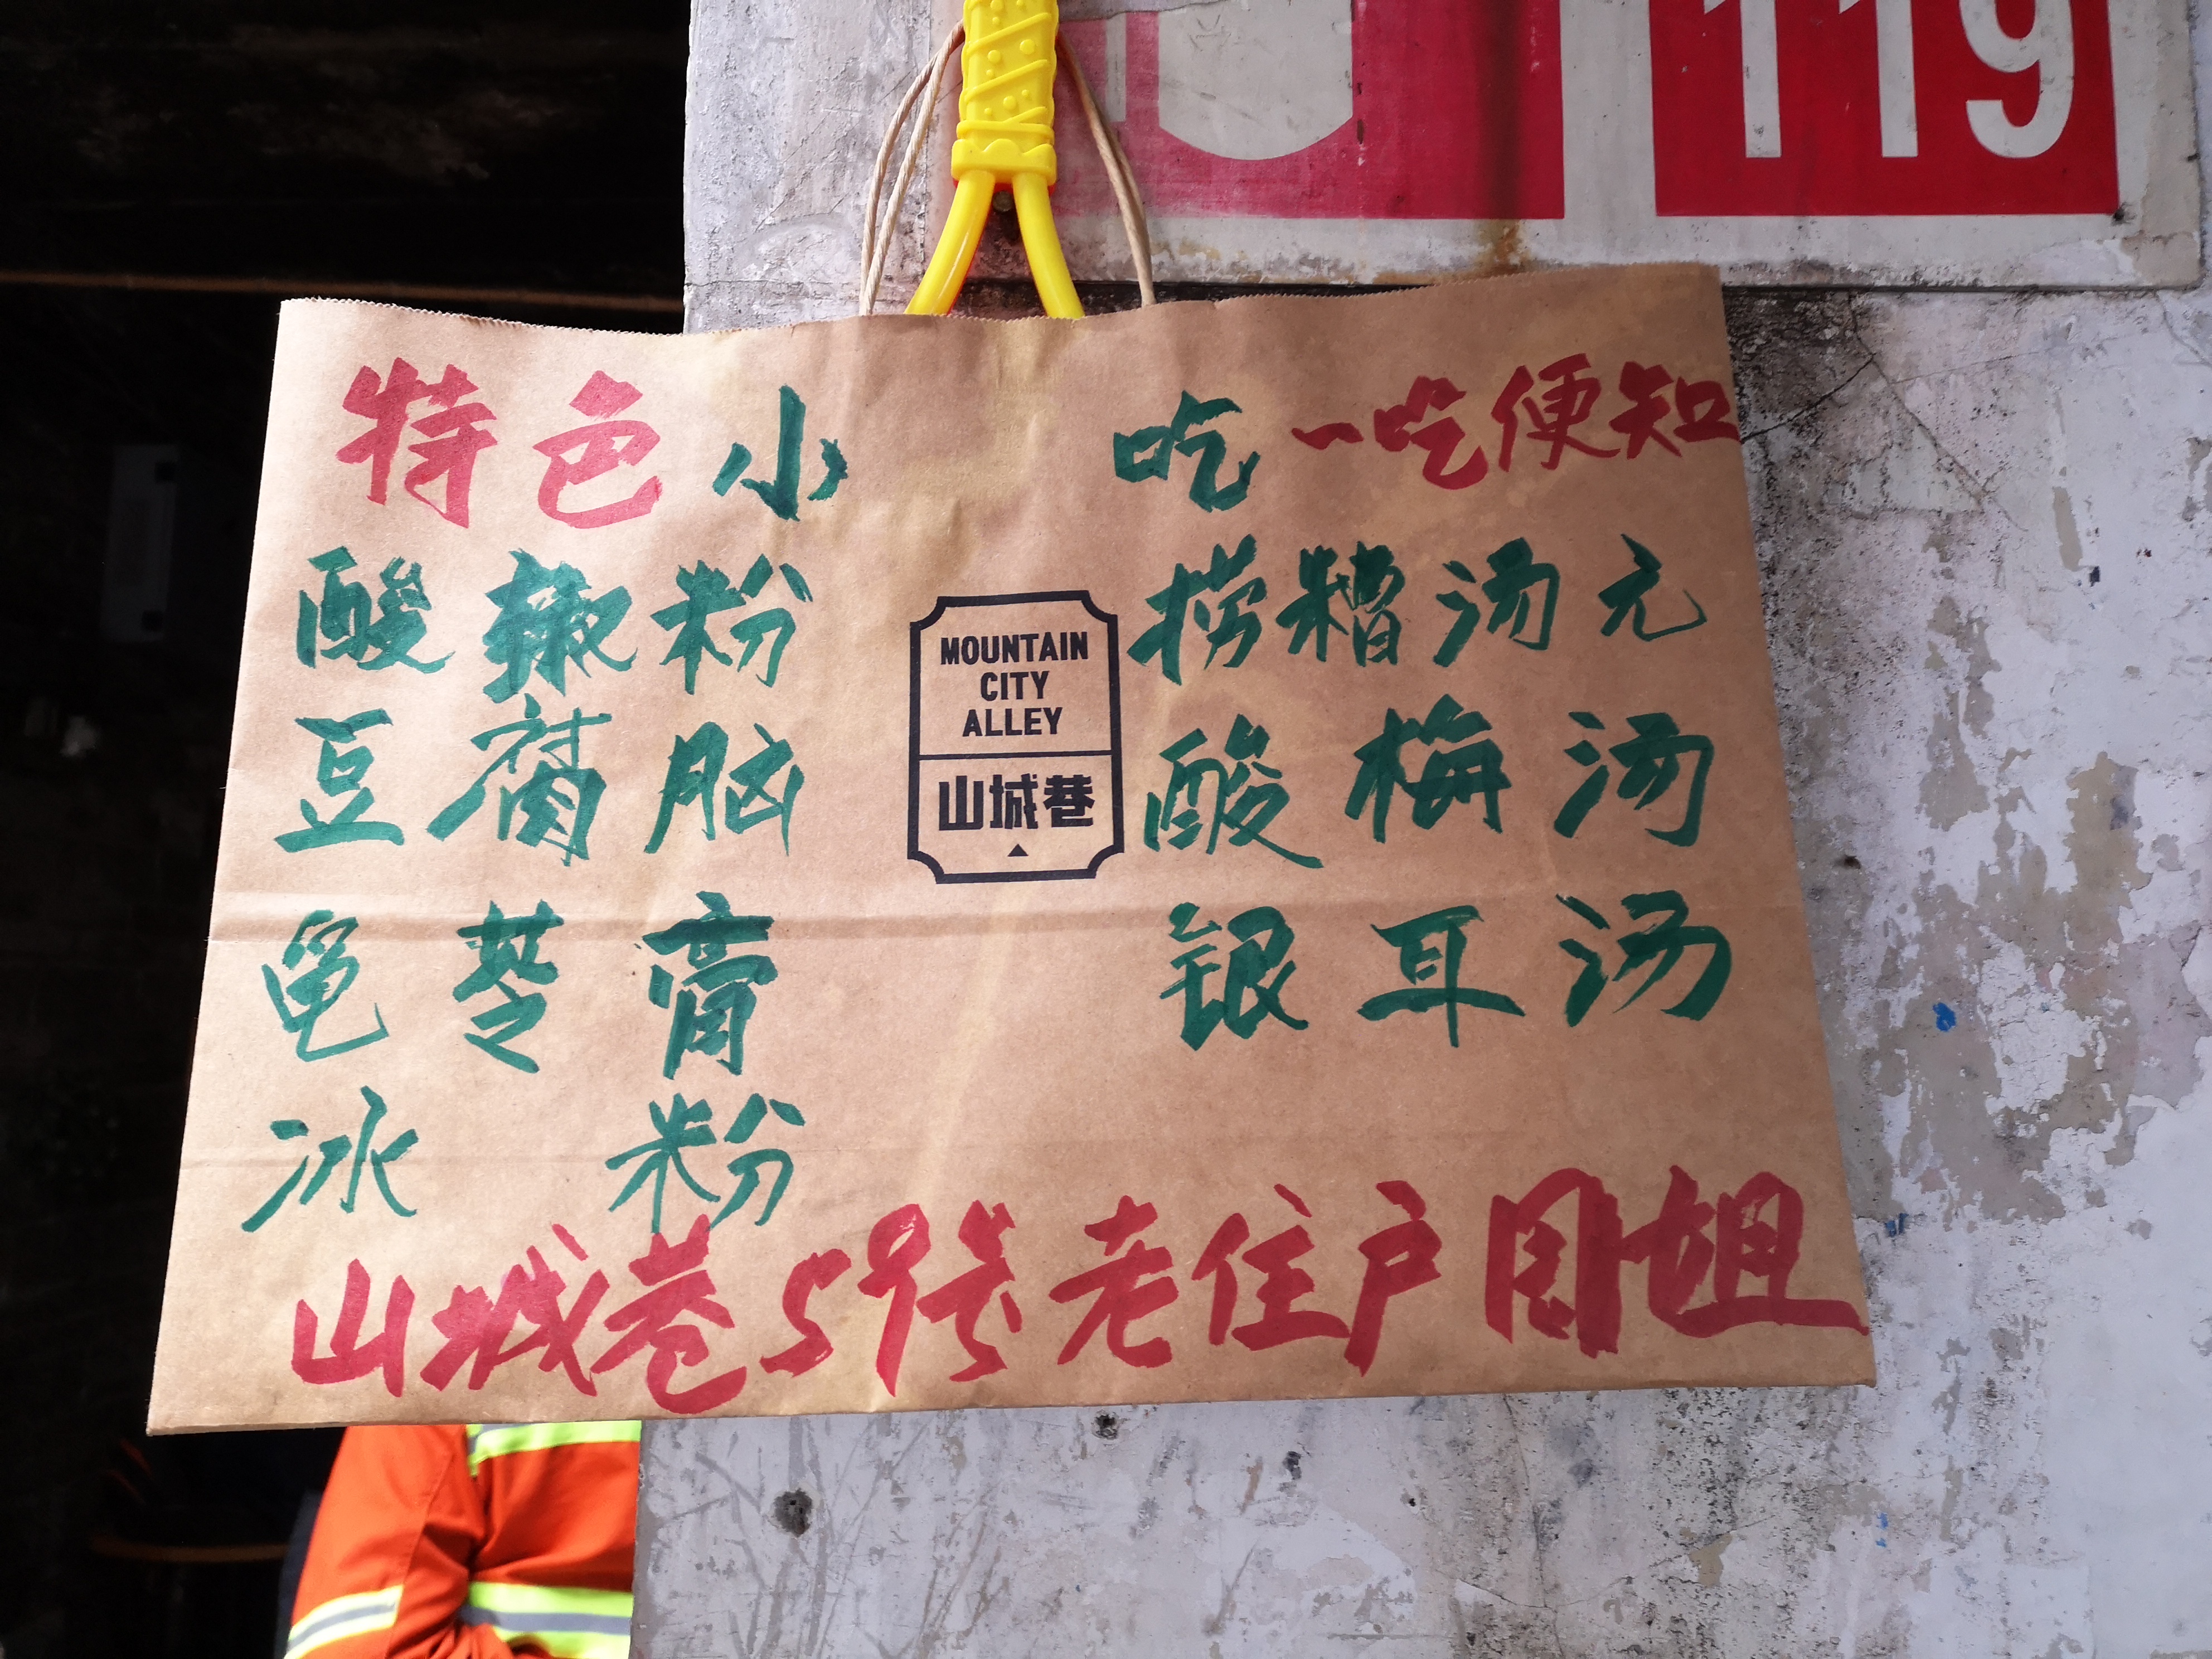 119
特色小吃一吃便知
酸辣粉
豆腐脑
龟苓膏
冰粉
MOUNTAIN
CITY
ALLEY
山城巷
捞糟汤元
酸梅汤
银耳汤
山城巷59号老住户周姐